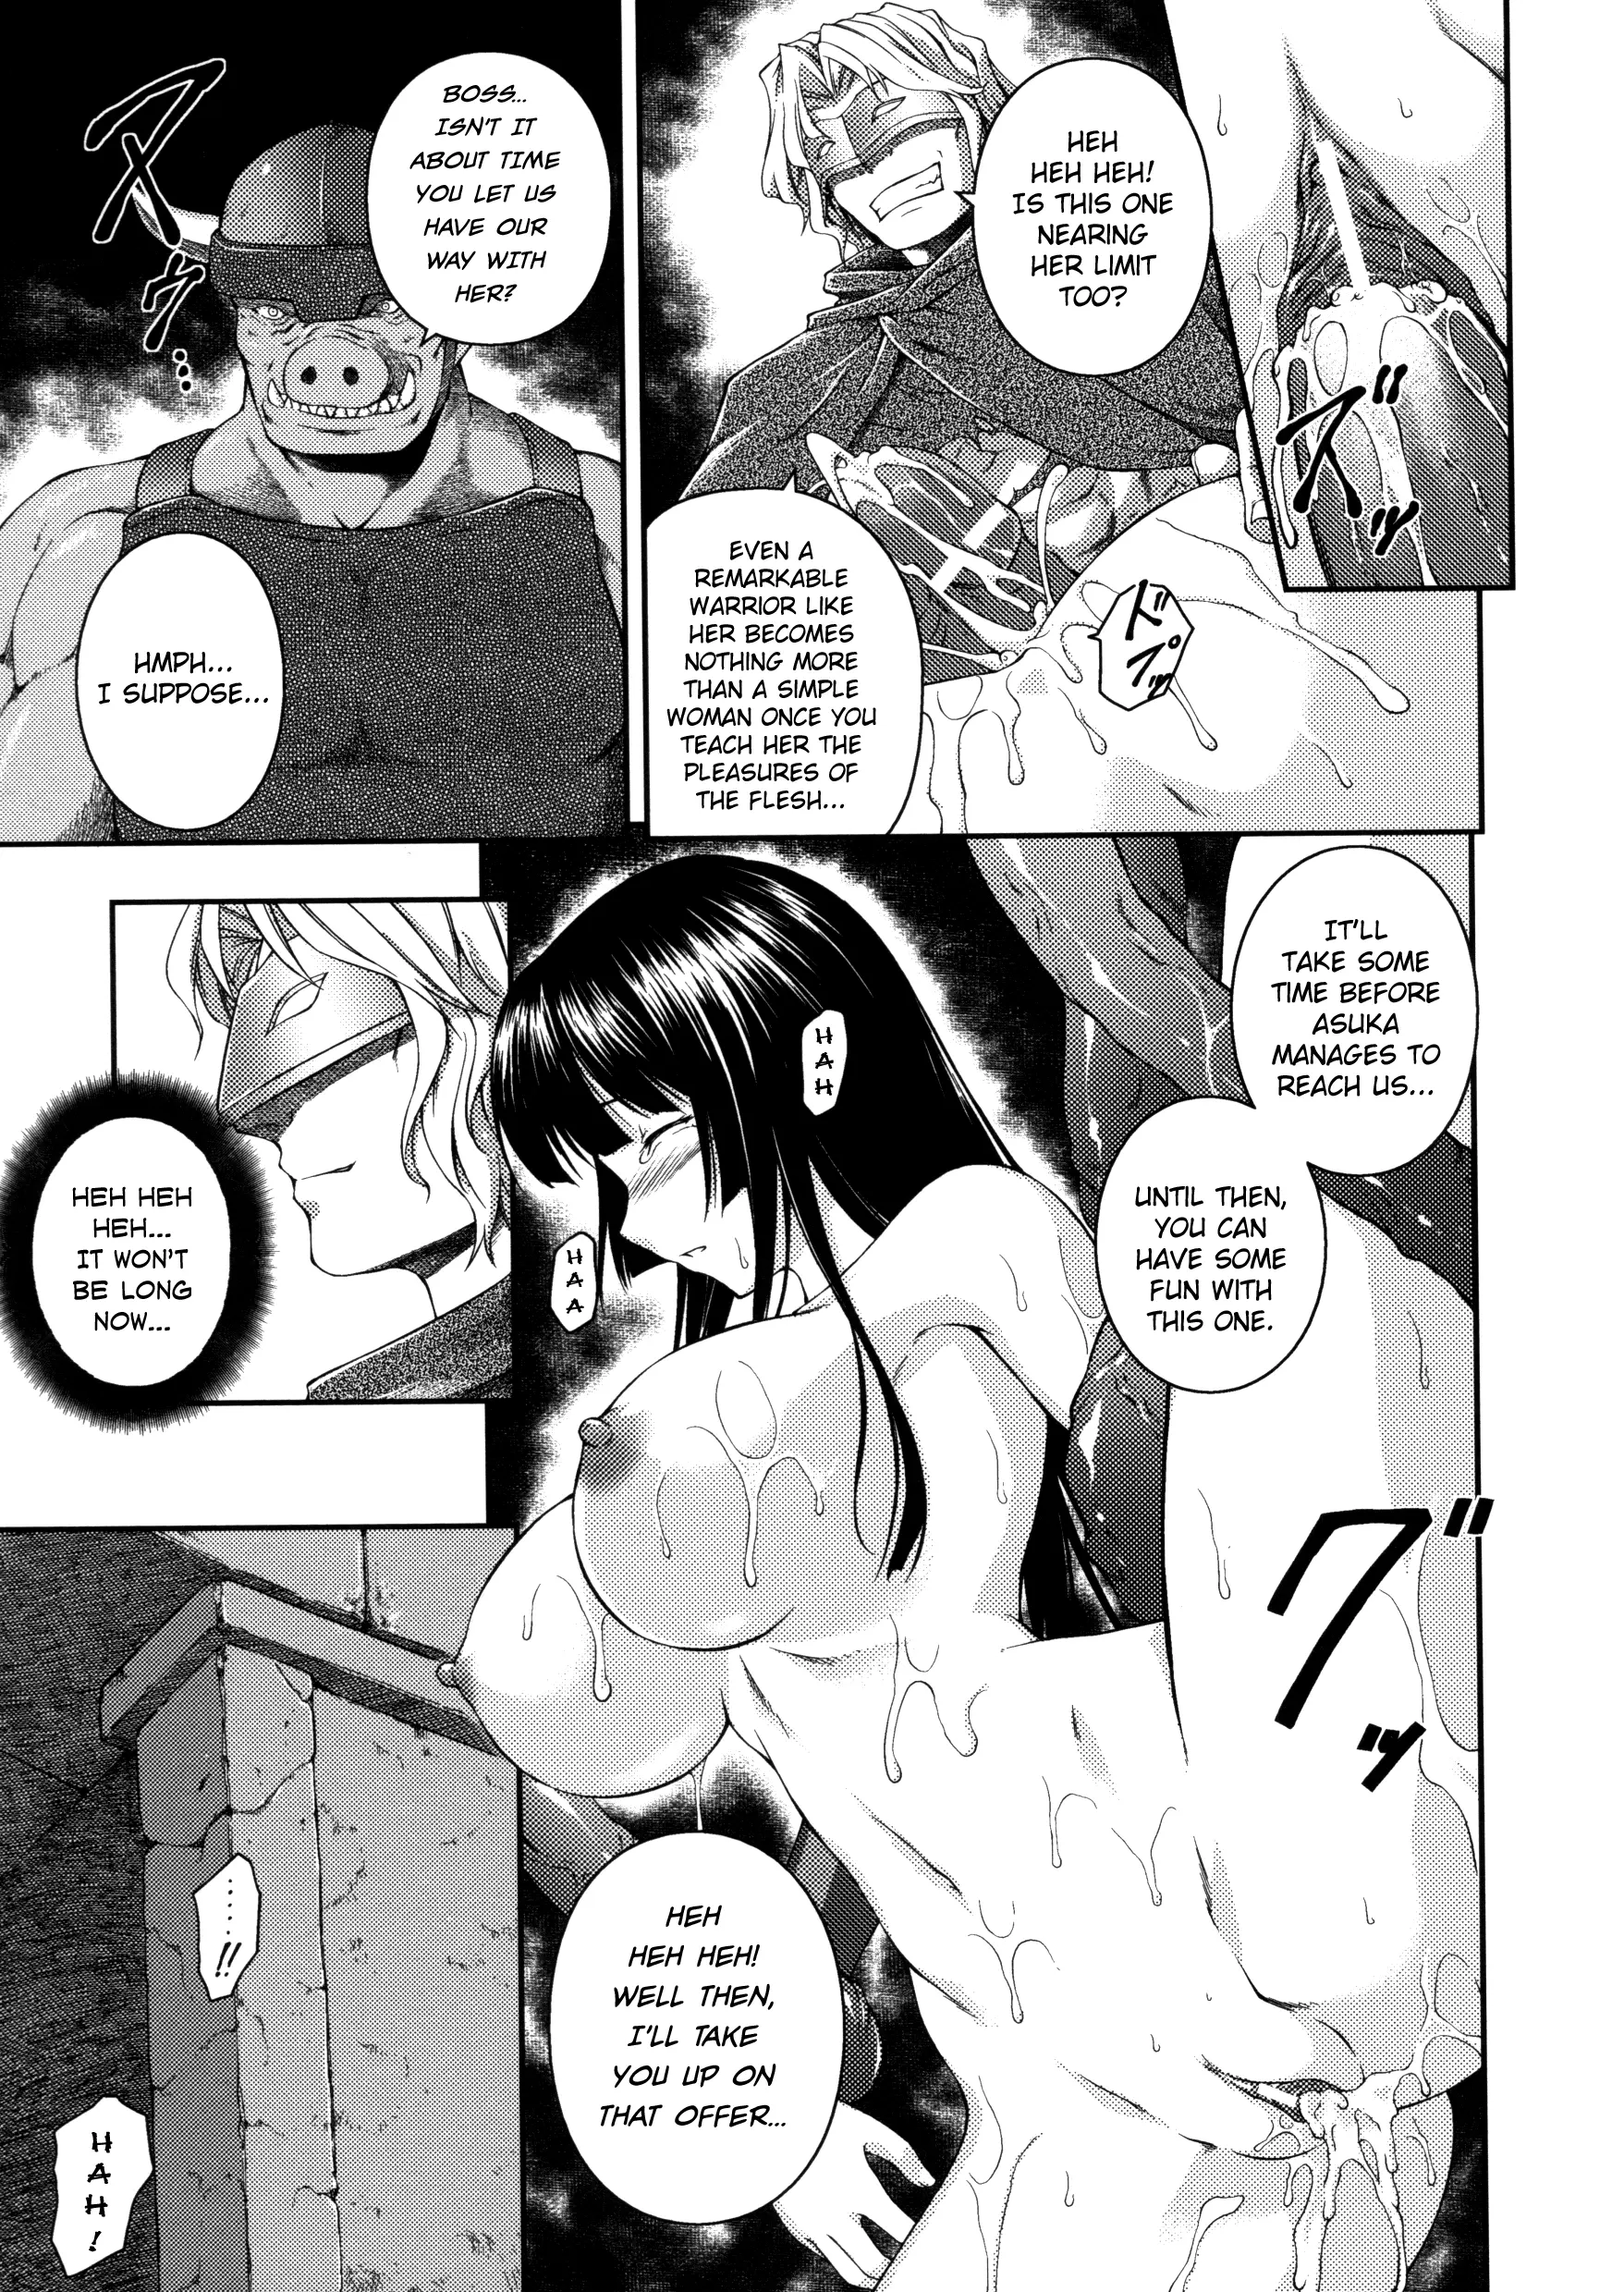 ズ
ズッ
HEH
HEH HEH!
IS THIS ONE
NEARING
HER LIMIT
TOO?
ドプッ
EVEN A
REMARKABLE
WARRIOR LIKE
HER BECOMES
NOTHING MORE
THAN A SIMPLE
WOMAN ONCE YOU
TEACH HER THE
PLEASURES OF
THE FLESH...
BOSS...
ISN'T IT
ABOUT TIME
YOU LET US
HAVE OUR
WAY WITH
HER?
ヌゥ…
HMPH...
I SUPPOSE...
IT'LL
TAKE SOME
TIME BEFORE
ASUKA
MANAGES TO
REACH US...
UNTIL THEN,
YOU CAN
HAVE SOME
FUN WITH
THIS ONE.
HAH
HAA
HEH HEH
HEH...
IT WON'T
BE LONG
NOW...
グッ
HEH
HEH HEH!
WELL THEN,
I'LL TAKE
YOU UP ON
THAT OFFER...
......!!
HAH!